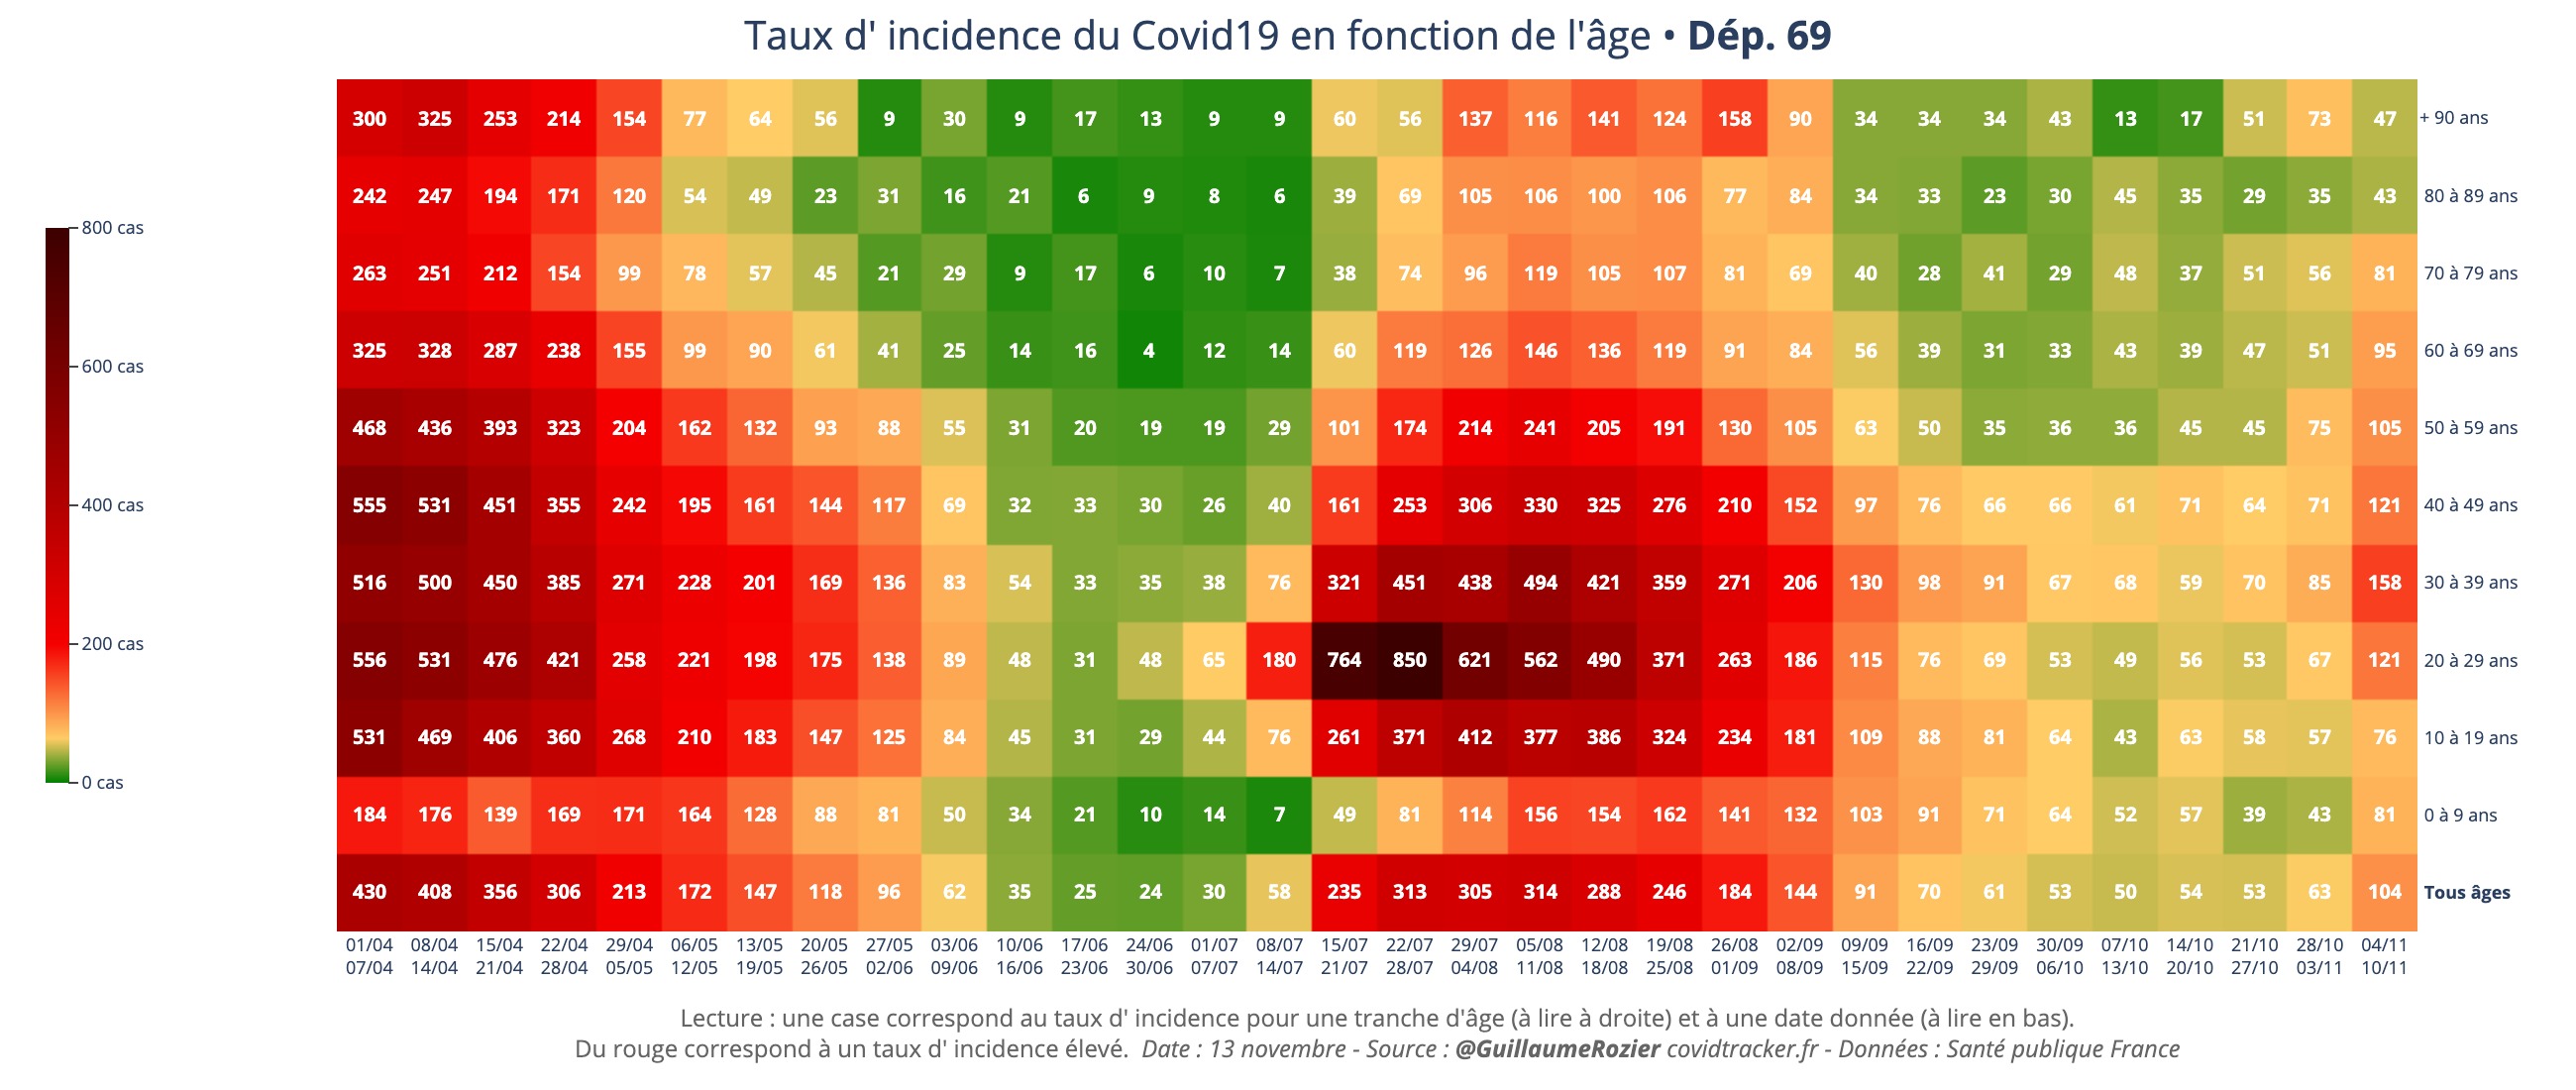 Taux d' incidence du Covid19 en fonction de l'âge • Dép. 69
800 cas
600 cas
400 cas
200 cas
0 cas
300 325 253 214 154 77 64 56 9 30 9 17 13 9 9 60 56 137 116 141 124 158 90 34 34 34 43 13 17 51 73 47 + 90 ans
242 247 194 171 120 54 49 23 31 16 21 6 9 8 6 39 69 105 106 100 106 77 84 34 33 23 30 45 35 29 35 43 80 à 89 ans
263 251 212 154 99 78 57 45 21 29 9 17 6 10 7 38 74 96 119 105 107 81 69 40 28 41 29 48 37 51 56 81 70 à 79 ans
325 328 287 238 155 99 90 61 41 25 14 16 4 12 14 60 119 126 146 136 119 91 84 56 39 31 33 43 39 47 51 95 60 à 69 ans
468 436 393 323 204 162 132 93 88 55 31 20 19 19 29 101 174 214 241 205 191 130 105 63 50 35 36 36 45 45 75 105 50 à 59 ans
555 531 451 355 242 195 161 144 117 69 32 33 30 26 40 161 253 306 330 325 276 210 152 97 76 66 66 61 71 64 71 121 40 à 49 ans
516 500 450 385 271 228 201 169 136 83 54 33 35 38 76 321 451 438 494 421 359 271 206 130 98 91 67 68 59 70 85 158 30 à 39 ans
556 531 476 421 258 221 198 175 138 89 48 31 48 65 180 764 850 621 562 490 371 263 186 115 76 69 53 49 56 53 67 121 20 à 29 ans
531 469 406 360 268 210 183 147 125 84 45 31 29 44 76 261 371 412 377 386 324 234 181 109 88 81 64 43 63 58 57 76 10 à 19 ans
184 176 139 169 171 164 128 88 81 50 34 21 10 14 7 49 81 114 156 154 162 141 132 103 91 71 64 52 57 39 43 81 0 à 9 ans
430 408 356 306 213 172 147 118 96 62 35 25 24 30 58 235 313 305 314 288 246 184 144 91 70 61 53 50 54 53 63 104 Tous âges
01/04 08/04 15/04 22/04 29/04 06/05 13/05 20/05 27/05 03/06 10/06 17/06 24/06 01/07 08/07 15/07 22/07 29/07 05/08 12/08 19/08 26/08 02/09 09/09 16/09 23/09 30/09 07/10 14/10 21/10 28/10 04/11
07/04 14/04 21/04 28/04 05/05 12/05 19/05 26/05 02/06 09/06 16/06 23/06 30/06 07/07 14/07 21/07 28/07 04/08 11/08 18/08 25/08 01/09 08/09 15/09 22/09 29/09 06/10 13/10 20/10 27/10 03/11 10/11
Lecture : une case correspond au taux d' incidence pour une tranche d'âge (à lire à droite) et à une date donnée (à lire en bas).
Du rouge correspond à un taux d' incidence élevé. Date : 13 novembre - Source : @GuillaumeRozier covidtracker.fr - Données : Santé publique France